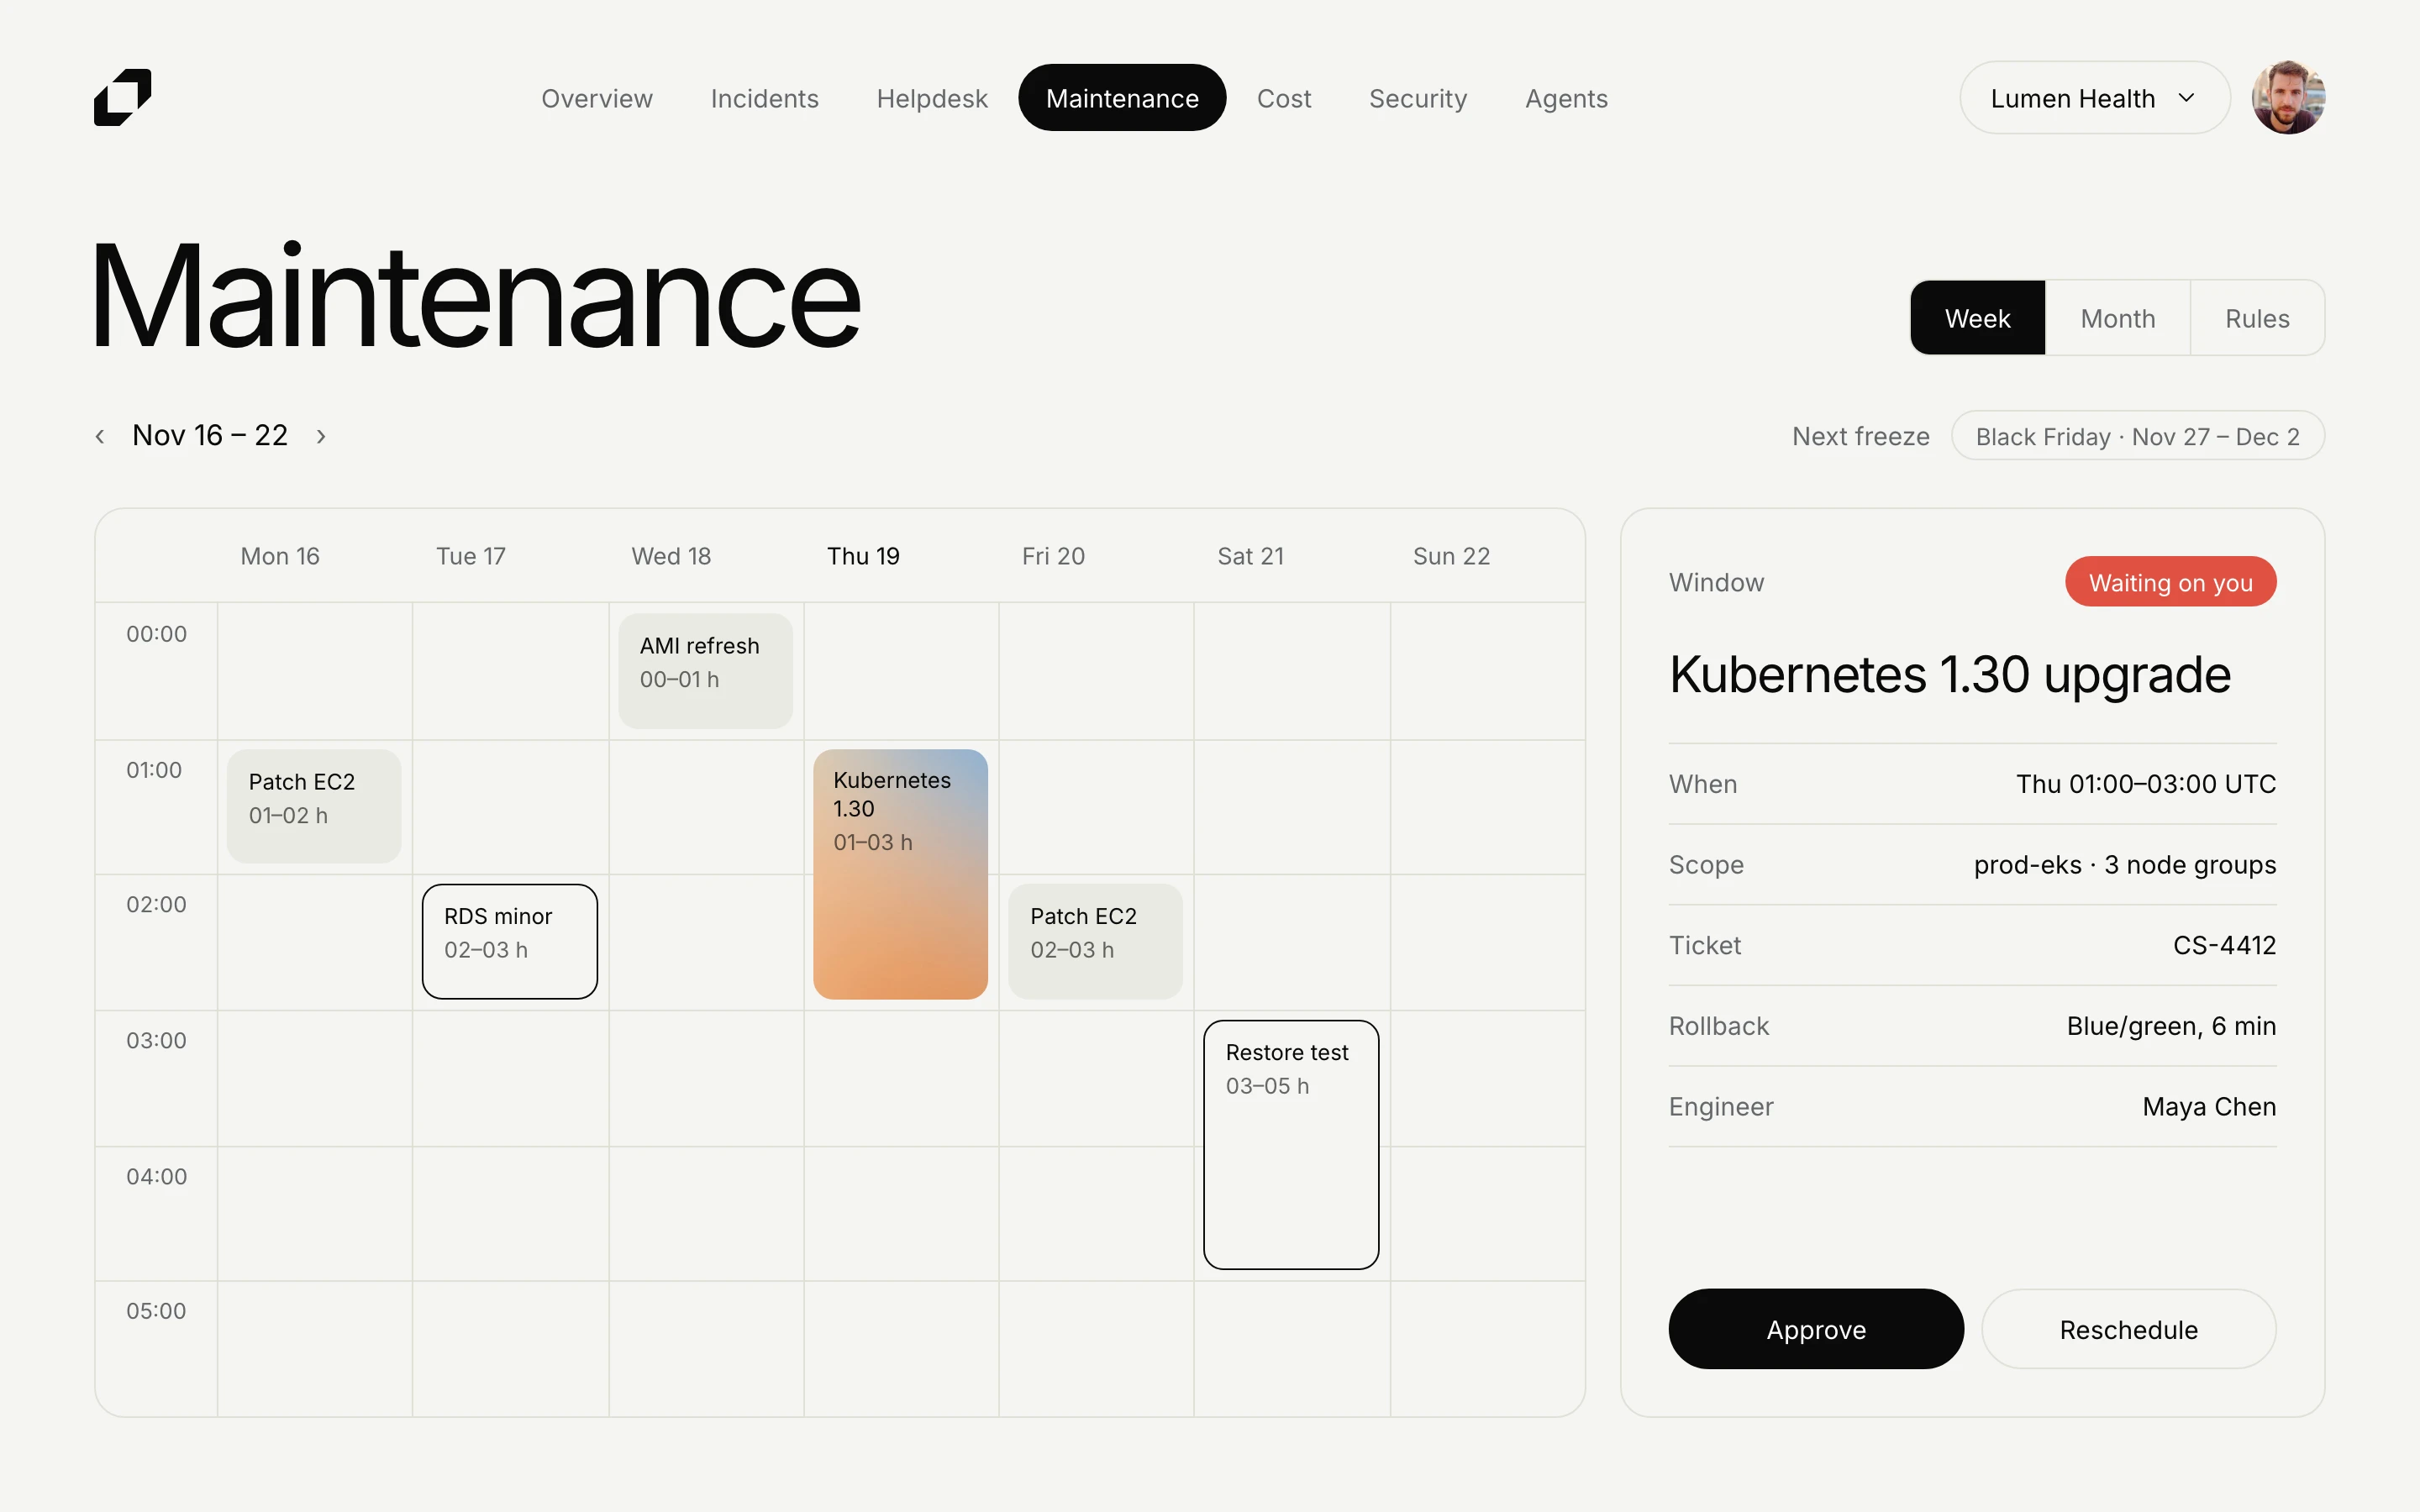 Overview Incidents Helpdesk Maintenance Cost Security Agents
Lumen Health
Maintenance
Week Month Rules
‹ Nov 16 – 22 ›
Next freeze Black Friday · Nov 27 – Dec 2
Mon 16 Tue 17 Wed 18 Thu 19 Fri 20 Sat 21 Sun 22
00:00
AMI refresh
00–01 h
01:00
Patch EC2
01–02 h
Kubernetes
1.30
01–03 h
02:00
RDS minor
02–03 h
Patch EC2
02–03 h
03:00
Restore test
03–05 h
04:00
05:00
Window
Waiting on you
Kubernetes 1.30 upgrade
When Thu 01:00–03:00 UTC
Scope prod-eks · 3 node groups
Ticket CS-4412
Rollback Blue/green, 6 min
Engineer Maya Chen
Approve
Reschedule